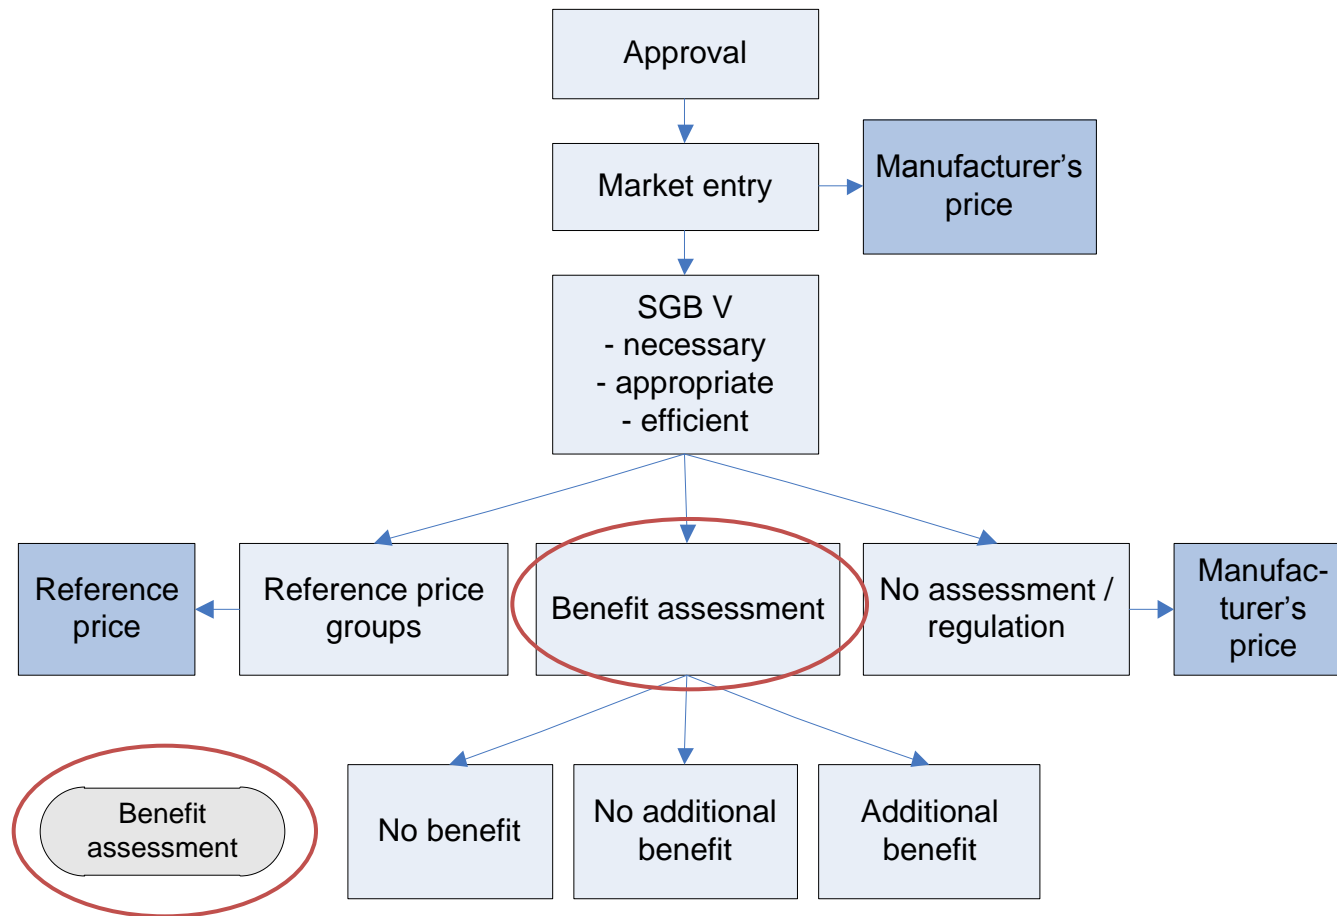 Approval
Market entry
Manufacturer’s
price
SGB V
- necessary
- appropriate
- efficient
Reference
price
Reference price
groups
Benefit assessment
No assessment /
regulation
Manufac-
turer’s
price
Benefit
assessment
No benefit
No additional
benefit
Additional
benefit